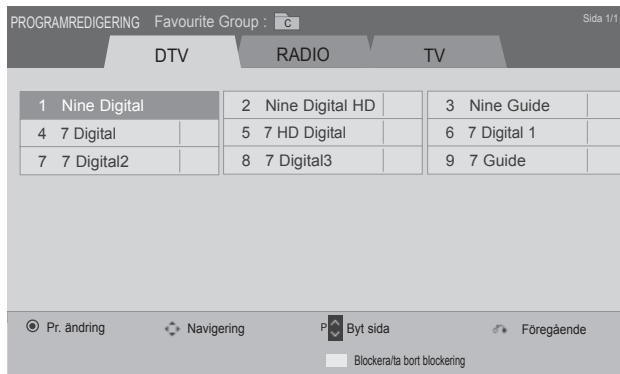 PROGRAMREDIGERING Favourite Group : C Sida 1/1
DTV RADIO TV
1 Nine Digital 2 Nine Digital HD 3 Nine Guide
4 7 Digital 5 7 HD Digital 6 7 Digital 1
7 7 Digital2 8 7 Digital3 9 7 Guide
Pr. ändring Navigering P Byt sida Föregående
Blockera/ta bort blockering